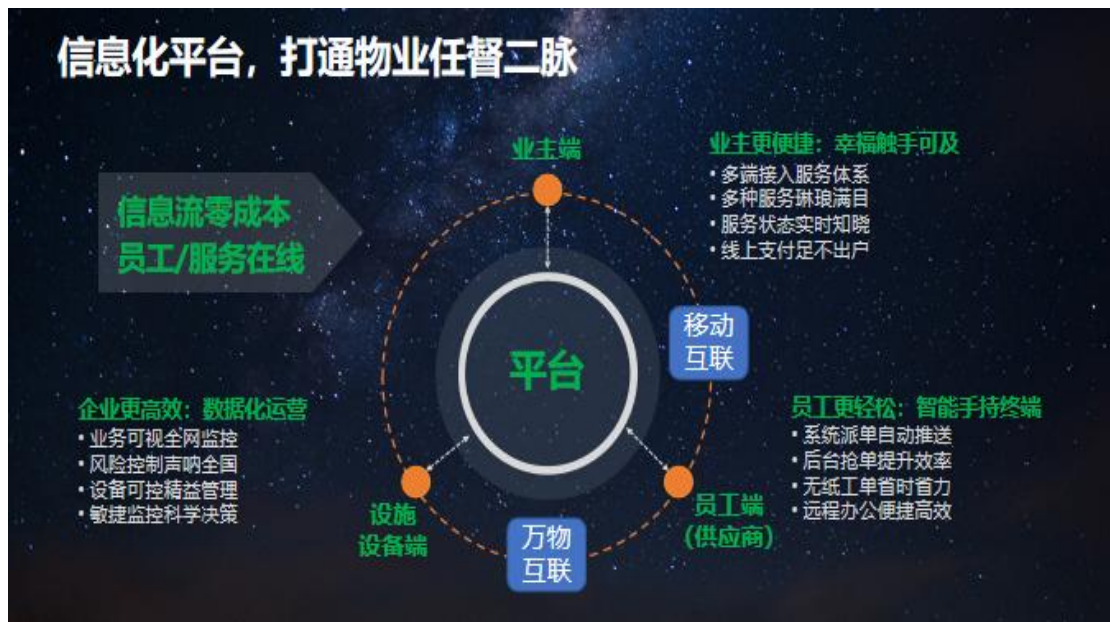 信息化平台，打通物业任督二脉
业主端
业主更便捷：幸福触手可及
• 多端接入服务体系
• 多种服务琳琅满目
• 服务状态实时知晓
• 线上支付足不出户
信息流零成本
员工/服务在线
移动
互联
平台
企业更高效：数据化运营
• 业务可视全网监控
• 风险控制声呐全国
• 设备可控精益管理
• 敏捷监控科学决策
员工更轻松：智能手持终端
• 系统派单自动推送
• 后台抢单提升效率
• 无纸工单省时省力
• 远程办公便捷高效
设施
设备端
万物
互联
员工端
(供应商)